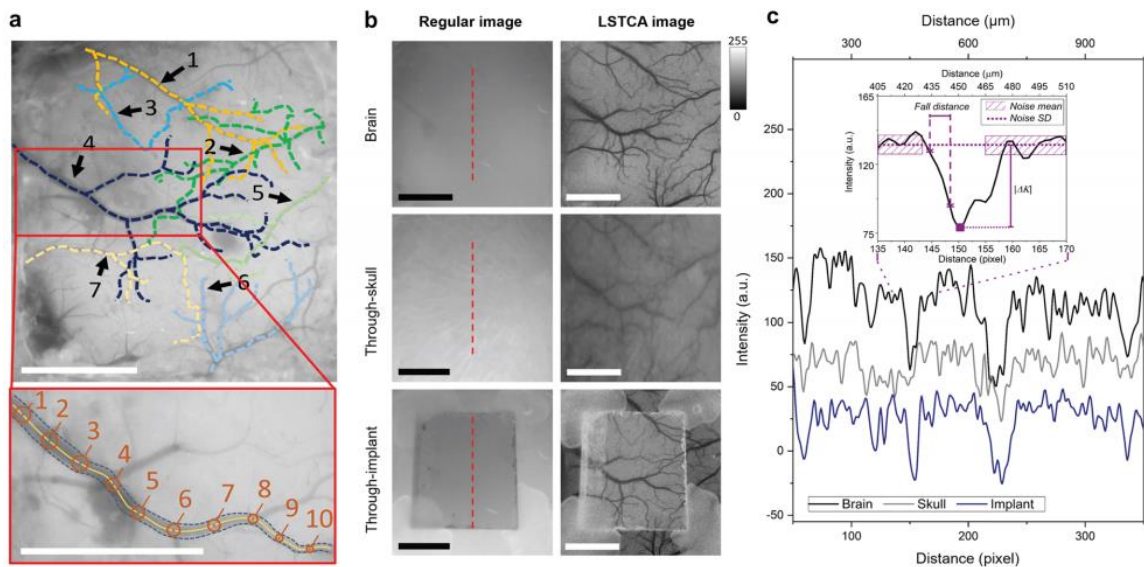 a
1
3
4
2
5
7
6
1
2
3
4
5
6
7
8
9
10
b
Regular image
LSTCA image
255
0
Brain
Through-skull
Through-implant
c
Distance (μm)
300 600 900
Distance (μm)
405 420 435 450 465 480 495 510
165
120
75
Intensity (a.u.)
Fall distance
Noise mean
Noise SD
|ΔK|
135 140 145 150 155 160 165 170
Distance (pixel)
300
250
200
150
100
50
0
-50
Intensity (a.u.)
Brain Skull Implant
100 200 300
Distance (pixel)